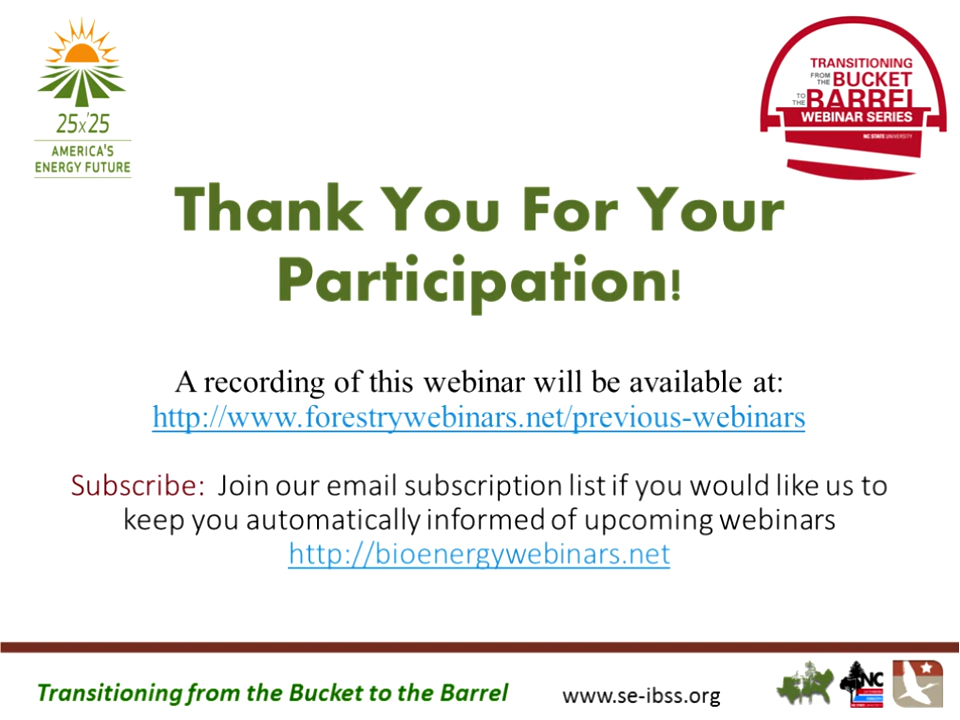 25x'25
AMERICA'S
ENERGY FUTURE
TRANSITIONING
FROM THE BUCKET
TO THE BARREL
WEBINAR SERIES
NC STATE UNIVERSITY
Thank You For Your
Participation!
A recording of this webinar will be available at:
http://www.forestrywebinars.net/previous-webinars
Subscribe: Join our email subscription list if you would like us to
keep you automatically informed of upcoming webinars
http://bioenergywebinars.net
Transitioning from the Bucket to the Barrel
www.se-ibss.org
NC